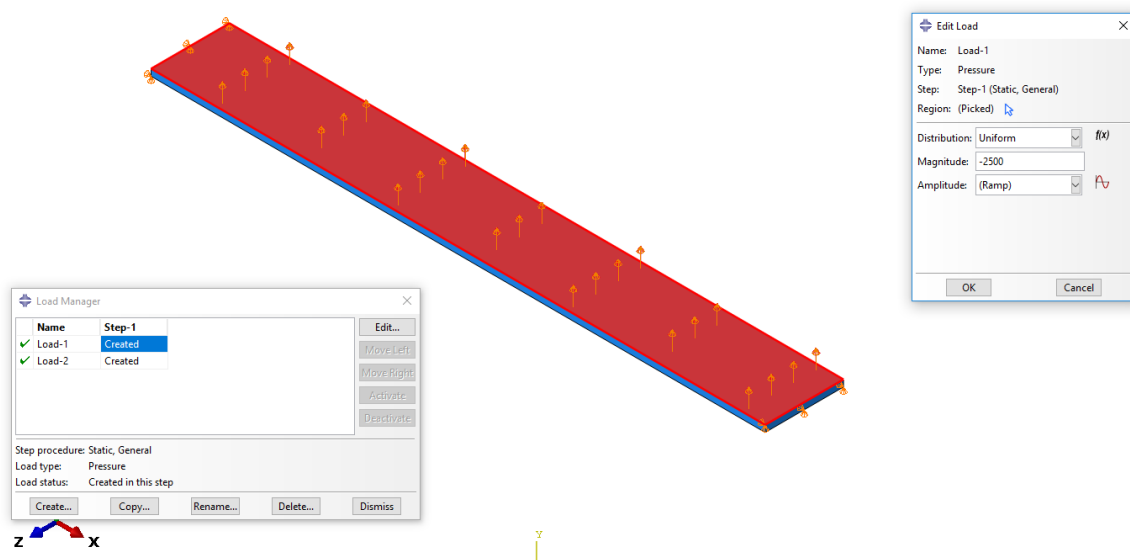 Edit Load
Name: Load-1
Type: Pressure
Step: Step-1 (Static, General)
Region: (Picked)
Distribution: Uniform f(x)
Magnitude: -2500
Amplitude: (Ramp)
OK Cancel
Load Manager
Name Step-1
Load-1 Created
Load-2 Created
Edit...
Move Left
Move Right
Activate
Deactivate
Step procedure: Static, General
Load type: Pressure
Load status: Created in this step
Create... Copy... Rename... Delete... Dismiss
Z X
Y